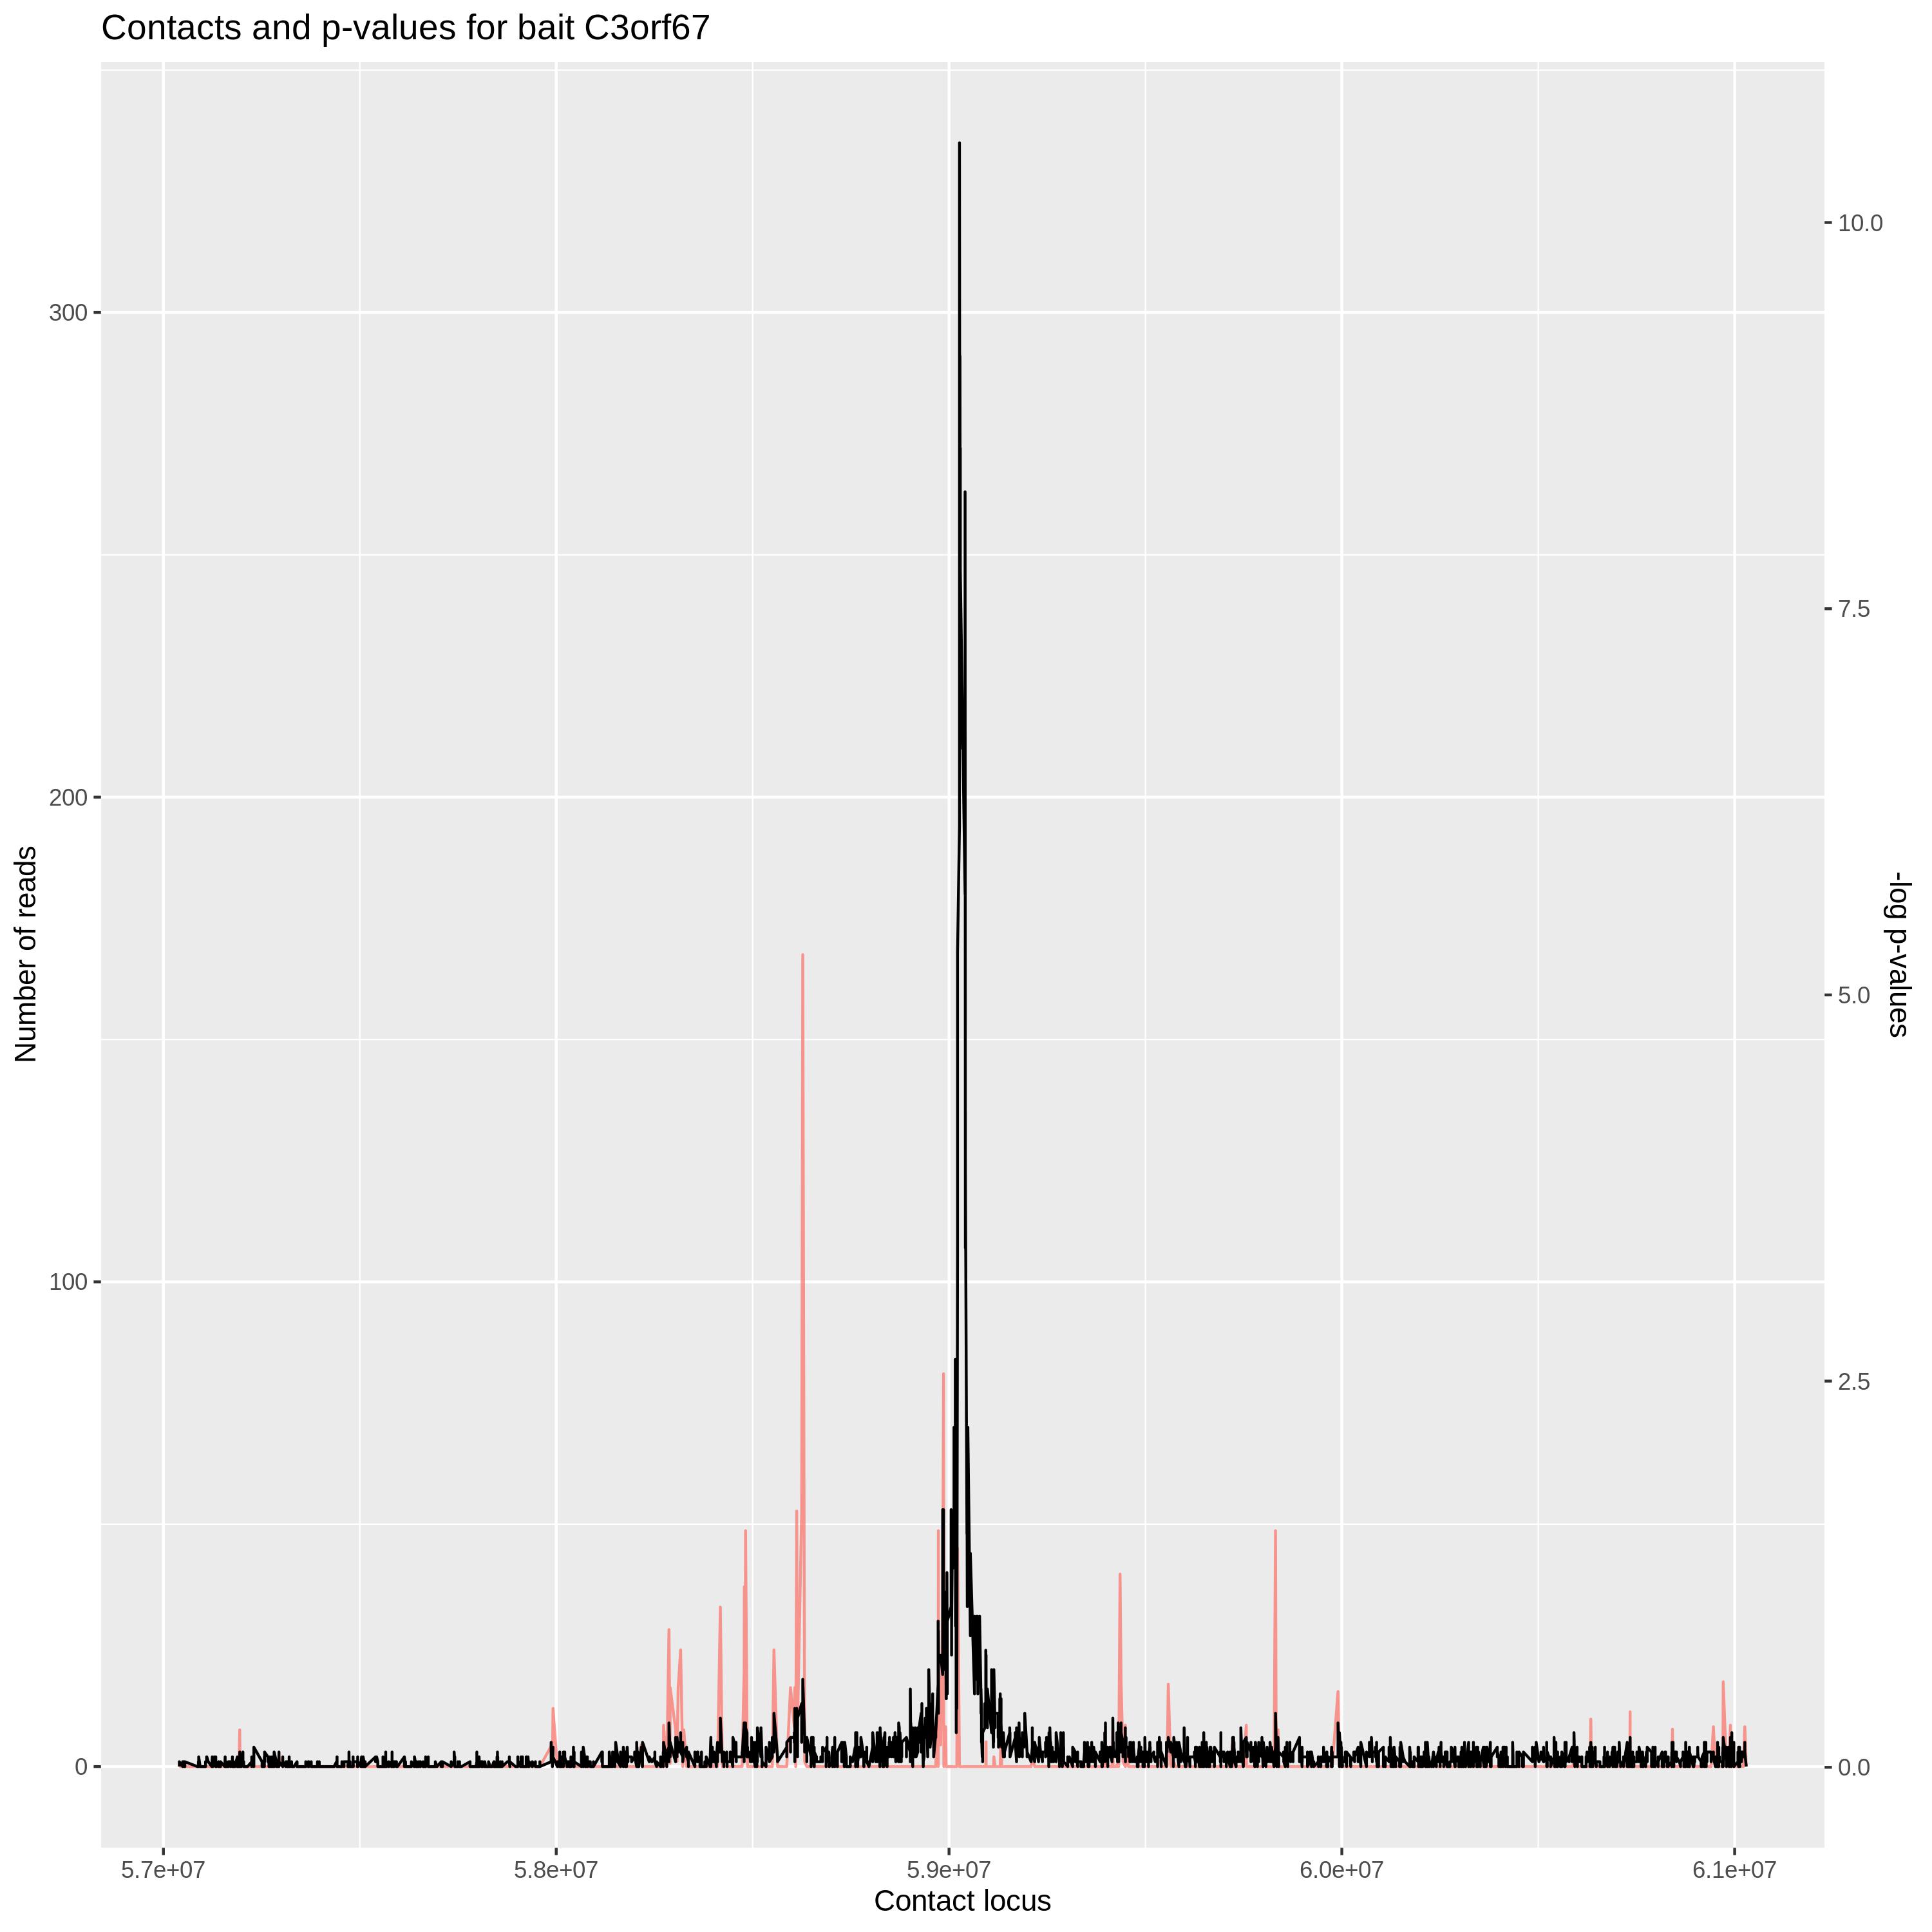 Contacts and p-values for bait C3orf67
300
200
100
0
Number of reads
10.0
7.5
5.0
2.5
0.0
-log p-values
5.7e+07 5.8e+07 5.9e+07 6.0e+07 6.1e+07
Contact locus